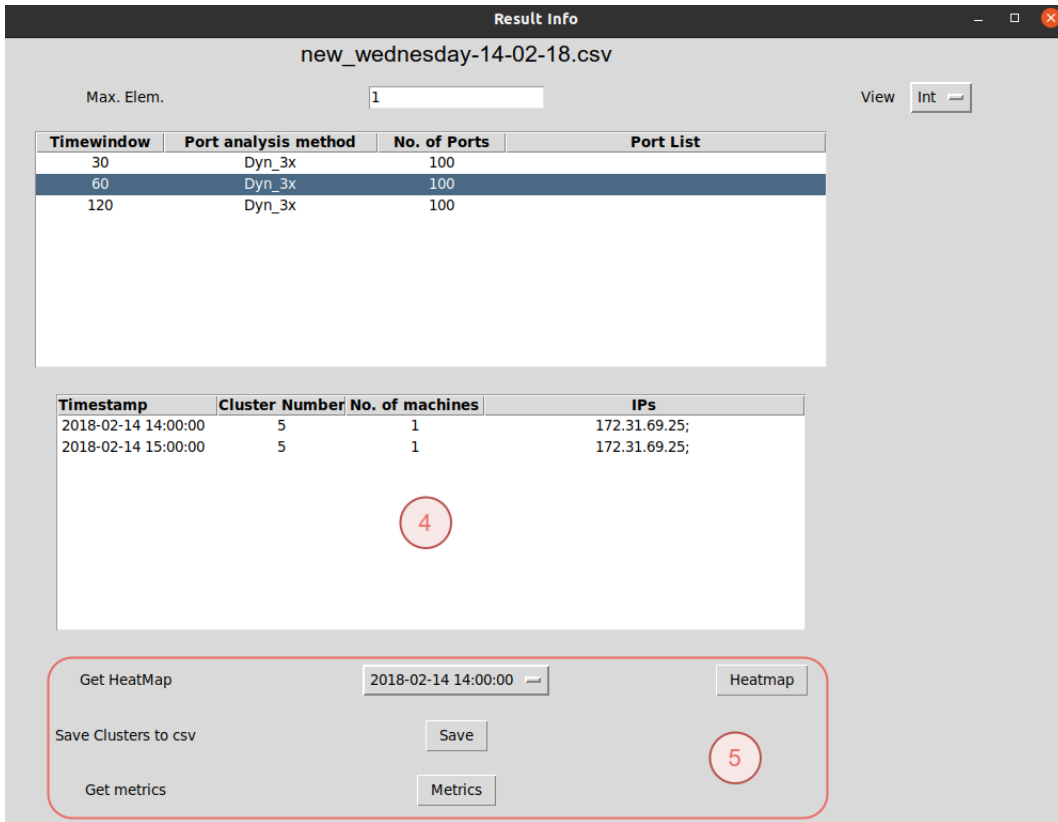 Result Info
new_wednesday-14-02-18.csv
Max. Elem. 1 View Int
Timewindow Port analysis method No. of Ports Port List
30 Dyn_3x 100
60 Dyn_3x 100
120 Dyn_3x 100
Timestamp Cluster Number No. of machines IPs
2018-02-14 14:00:00 5 1 172.31.69.25;
2018-02-14 15:00:00 5 1 172.31.69.25;
4
Get HeatMap 2018-02-14 14:00:00 Heatmap
Save Clusters to csv Save
5
Get metrics Metrics